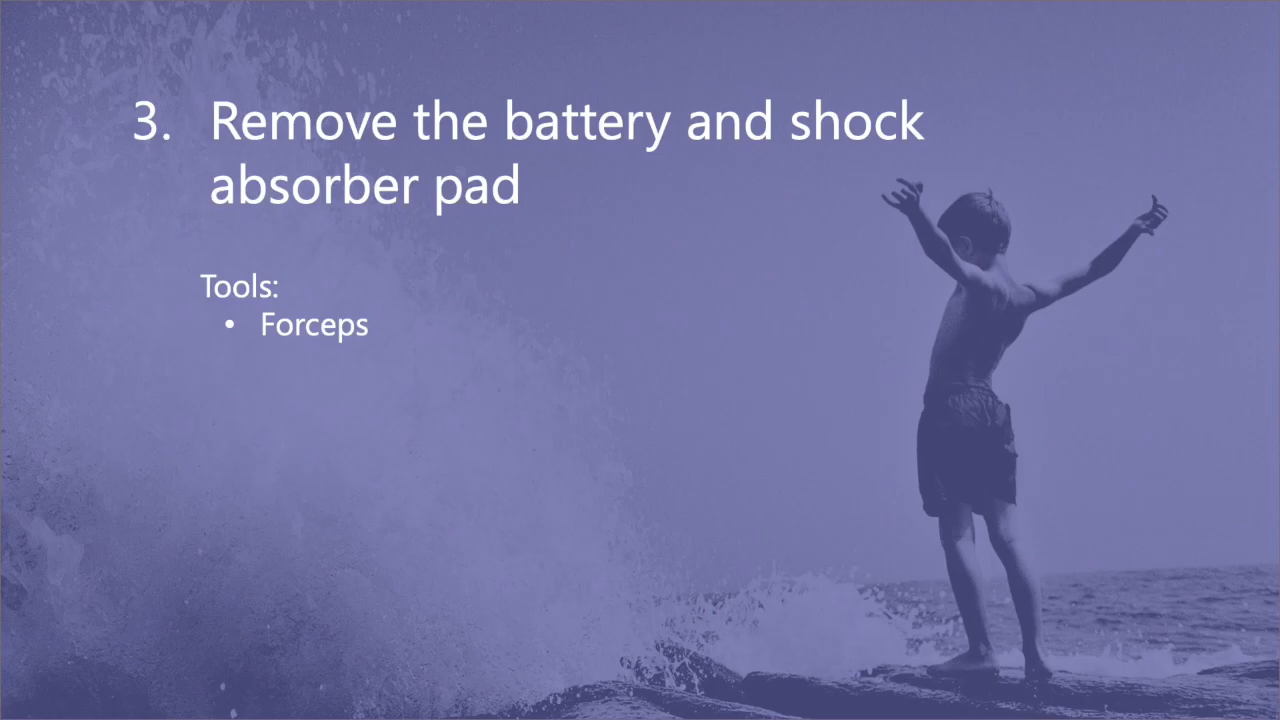 3. Remove the battery and shock
absorber pad
Tools:
• Forceps